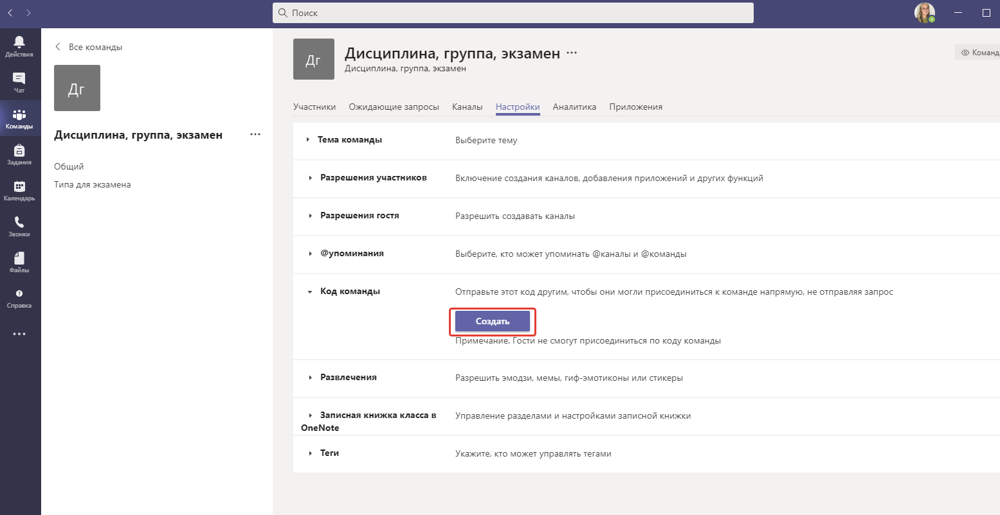 Поиск
Действия
Чат
Команды
Задания
Календарь
Звонки
Файлы
Справка
Все команды
Дг
Дисциплина, группа, экзамен
Общий
Типа для экзамена
Дг
Дисциплина, группа, экзамен
Дисциплина, группа, экзамен
Команда
Участники Ожидающие запросы Каналы Настройки Аналитика Приложения
Тема команды Выберите тему
Разрешения участников Включение создания каналов, добавления приложений и других функций
Разрешения гостя Разрешить создавать каналы
@упоминания Выберите, кто может упоминать @каналы и @команды
Код команды Отправьте этот код другим, чтобы они могли присоединиться к команде напрямую, не отправляя запрос
Создать
Примечание. Гости не смогут присоединиться по коду команды
Развлечения Разрешить эмодзи, мемы, гиф-эмотиконы или стикеры
Записная книжка класса в Управление разделами и настройками записной книжки
OneNote
Теги Укажите, кто может управлять тегами